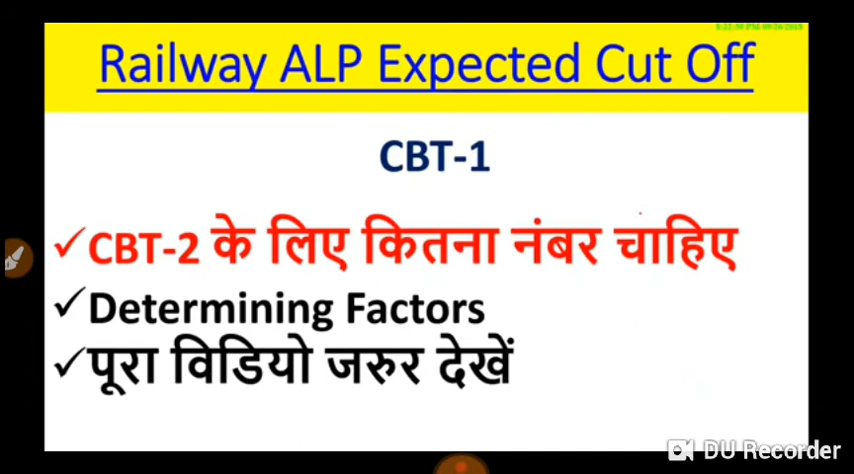 Railway ALP Expected Cut Off
CBT-1
✓CBT-2 के लिए कितना नंबर चाहिए
✓Determining Factors
✓पूरा विडियो जरुर देखें
DU Recorder